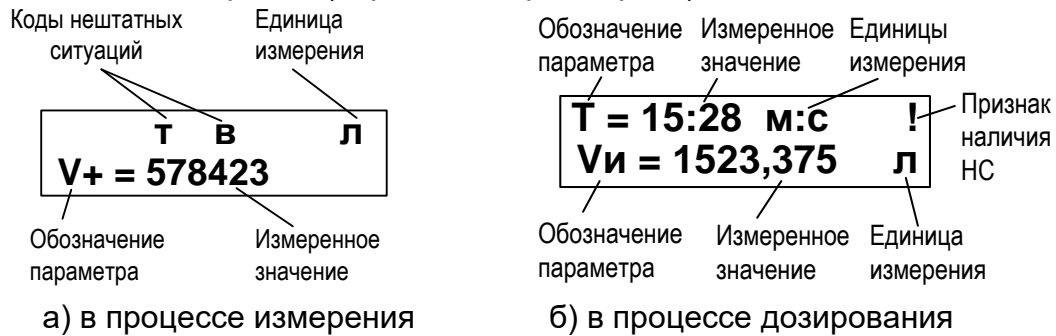 Коды нештатных
ситуаций
Единица
измерения
т в л
V+ = 578423
Обозначение
параметра
Измеренное
значение
а) в процессе измерения
Обозначение
параметра
Измеренное
значение
Единицы
измерения
T = 15:28 м:с !
Vи = 1523,375 л
Признак
наличия
НС
Обозначение
параметра
Измеренное
значение
Единица
измерения
б) в процессе дозирования